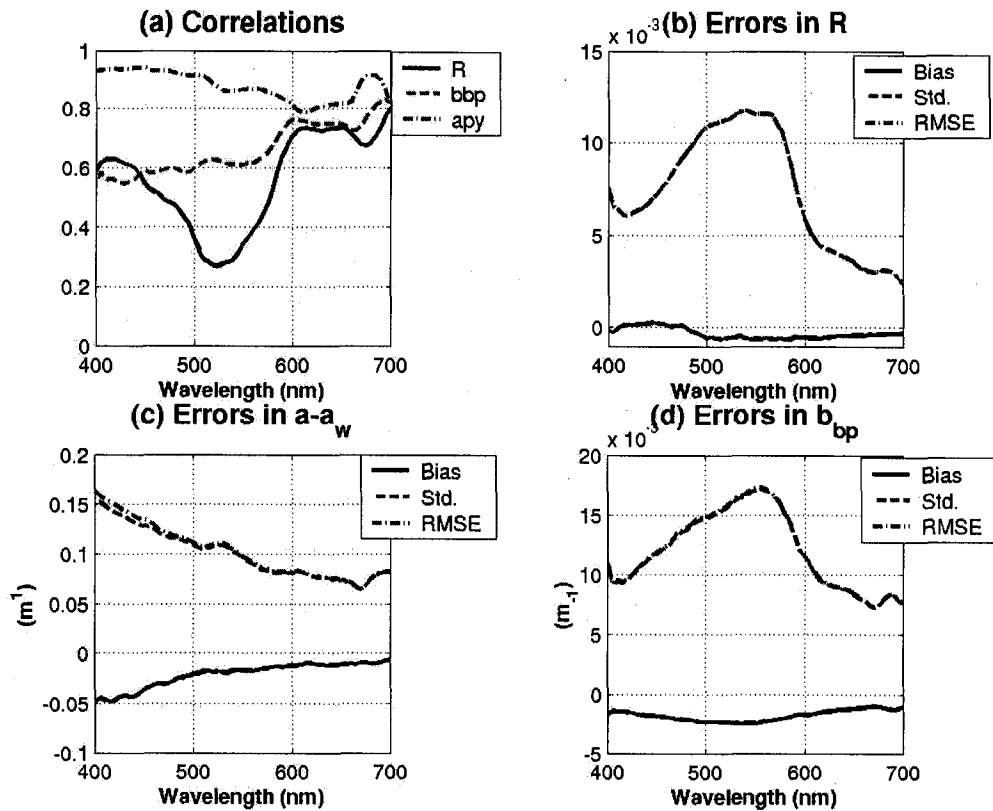 (a) Correlations
1
0.8
0.6
0.4
0.2
0
400 500 600 700
Wavelength (nm)
R
bbp
apy
x 10-3
(b) Errors in R
15
10
5
0
400 500 600 700
Wavelength (nm)
Bias
Std.
RMSE
(c) Errors in a-aw
0.2
0.15
0.1
0.05
0
-0.05
-0.1
(m1)
400 500 600 700
Wavelength (nm)
Bias
Std.
RMSE
(d) Errors in bbp
x 10-3
20
15
10
5
0
-5
(m-1)
400 500 600 700
Wavelength (nm)
Bias
Std.
RMSE